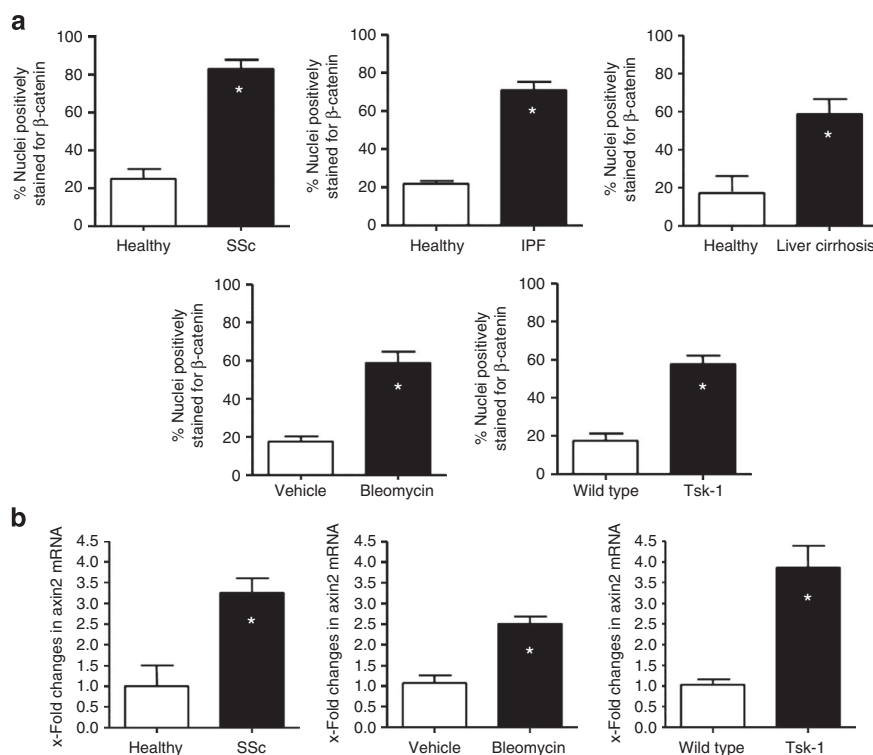 a
% Nuclei positively
stained for β-catenin
100
80
60
40
20
0
*
Healthy SSc
% Nuclei positively
stained for β-catenin
100
80
60
40
20
0
*
Healthy IPF
% Nuclei positively
stained for β-catenin
100
80
60
40
20
0
*
Healthy Liver cirrhosis
% Nuclei positively
stained for β-catenin
100
80
60
40
20
0
*
Vehicle Bleomycin
% Nuclei positively
stained for β-catenin
100
80
60
40
20
0
*
Wild type Tsk-1
b
x-Fold changes in axin2 mRNA
4.5
4.0
3.5
3.0
2.5
2.0
1.5
1.0
0.5
0.0
*
Healthy SSc
x-Fold changes in axin2 mRNA
4.5
4.0
3.5
3.0
2.5
2.0
1.5
1.0
0.5
0.0
*
Vehicle Bleomycin
x-Fold changes in axin2 mRNA
4.5
4.0
3.5
3.0
2.5
2.0
1.5
1.0
0.5
0.0
*
Wild type Tsk-1